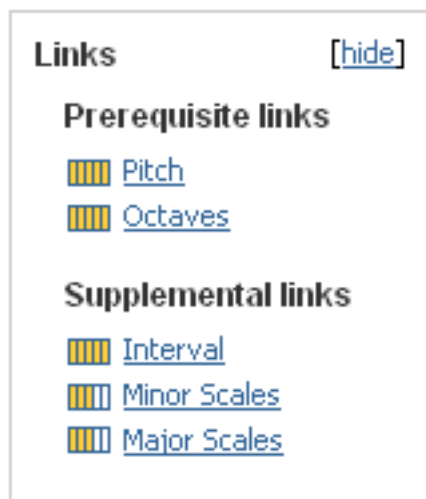 Links [hide]
Prerequisite links
Pitch
Octaves
Supplemental links
Interval
Minor Scales
Major Scales